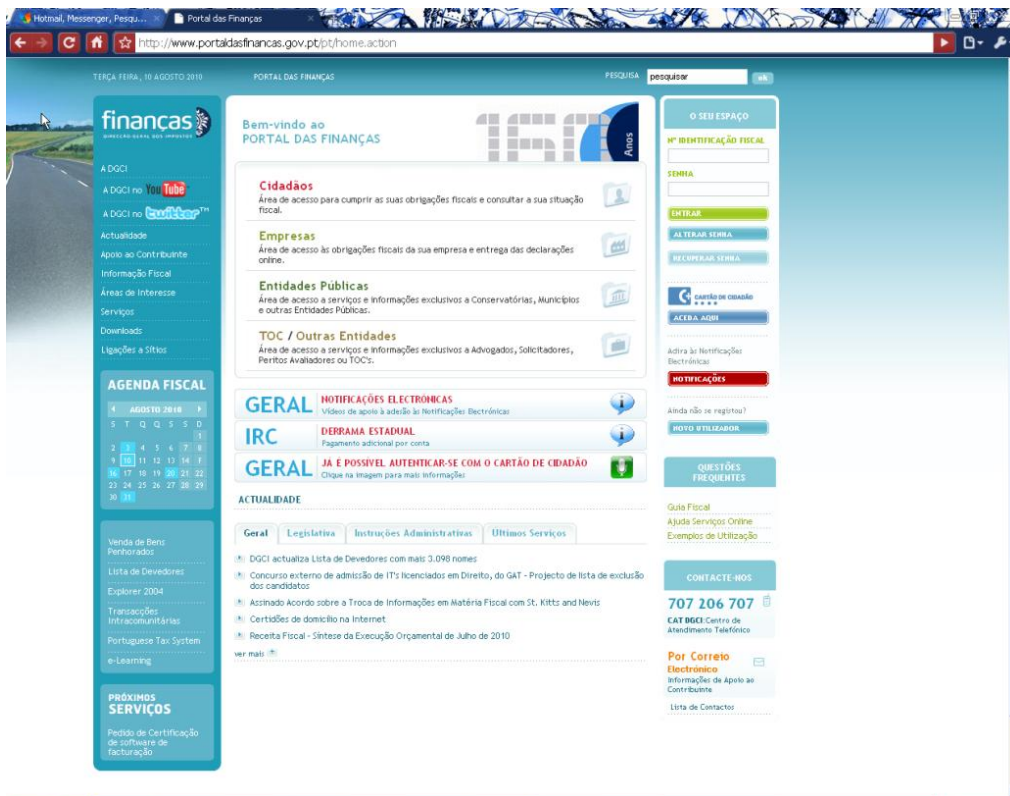 Hotmail, Messenger, Pesqu...
Portal das Finanças
http://www.portaldasfinancas.gov.pt/pt/home.action
TERÇA FEIRA, 10 AGOSTO 2010
PORTAL DAS FINANÇAS
PESQUISA
pesquisar
ok
finanças
DIRECÇÃO-GERAL DOS IMPOSTOS
A DGCI
A DGCI no YouTube
A DGCI no twitter™
Actualidade
Apoio ao Contribuinte
Informação Fiscal
Áreas de Interesse
Serviços
Downloads
Ligações a Sítios
AGENDA FISCAL
AGOSTO 2010
S T Q Q S S D
1
2 3 4 5 6 7 8
9 10 11 12 13 14 F
16 17 18 19 20 21 22
23 24 25 26 27 28 29
30 31
Venda de Bens
Penhorados
Lista de Devedores
Explorer 2004
Transacções
Intracomunitárias
Portuguese Tax System
e-Learning
PRÓXIMOS
SERVIÇOS
Pedido de Certificação
de software de
facturação
Bem-vindo ao
PORTAL DAS FINANÇAS
160
Anos
Cidadãos
Área de acesso para cumprir as suas obrigações fiscais e consultar a sua situação
fiscal.
Empresas
Área de acesso às obrigações fiscais da sua empresa e entrega das declarações
online.
Entidades Públicas
Área de acesso a serviços e informações exclusivos a Conservatórias, Municípios
e outras Entidades Públicas.
TOC / Outras Entidades
Área de acesso a serviços e informações exclusivos a Advogados, Solicitadores,
Peritos Avaliadores ou TOC's.
GERAL
NOTIFICAÇÕES ELECTRÓNICAS
Vídeos de apoio à adesão às Notificações Electrónicas
IRC
DERRAMA ESTADUAL
Pagamento adicional por conta
GERAL
JÁ É POSSÍVEL AUTENTICAR-SE COM O CARTÃO DE CIDADÃO
Clique na imagem para mais informações
ACTUALIDADE
Geral
Legislativa
Instruções Administrativas
Ultimos Serviços
DGCI actualiza Lista de Devedores com mais 3.098 nomes
Concurso externo de admissão de IT's licenciados em Direito, do GAT - Projecto de lista de exclusão
dos candidatos
Assinado Acordo sobre a Troca de Informações em Matéria Fiscal com St. Kitts and Nevis
Certidões de domicílio na Internet
Receita Fiscal - Síntese da Execução Orçamental de Julho de 2010
ver mais
O SEU ESPAÇO
Nº IDENTIFICAÇÃO FISCAL
SENHA
ENTRAR
ALTERAR SENHA
RECUPERAR SENHA
CARTÃO DE CIDADÃO
ACEDA AQUI
Adira às Notificações
Electrónicas
NOTIFICAÇÕES
Ainda não se registou?
NOVO UTILIZADOR
QUESTÕES
FREQUENTES
Guia Fiscal
Ajuda Serviços Online
Exemplos de Utilização
CONTACTE-NOS
707 206 707
CAT DGCI:Centro de
Atendimento Telefónico
Por Correio
Electrónico
Informações de Apoio ao
Contribuinte
Lista de Contactos